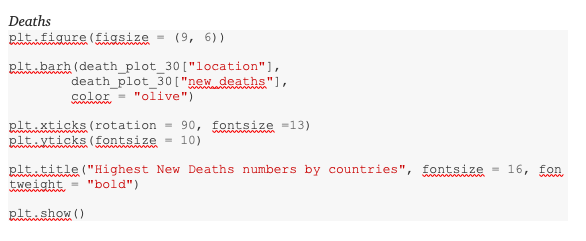 Deaths
plt.figure(figsize = (9, 6))
plt.barh(death_plot_30["location"],
death_plot_30["new_deaths"],
color = "olive")
plt.xticks(rotation = 90, fontsize =13)
plt.yticks(fontsize = 10)
plt.title("Highest New Deaths numbers by countries", fontsize = 16, fon
tweight = "bold")
plt.show()